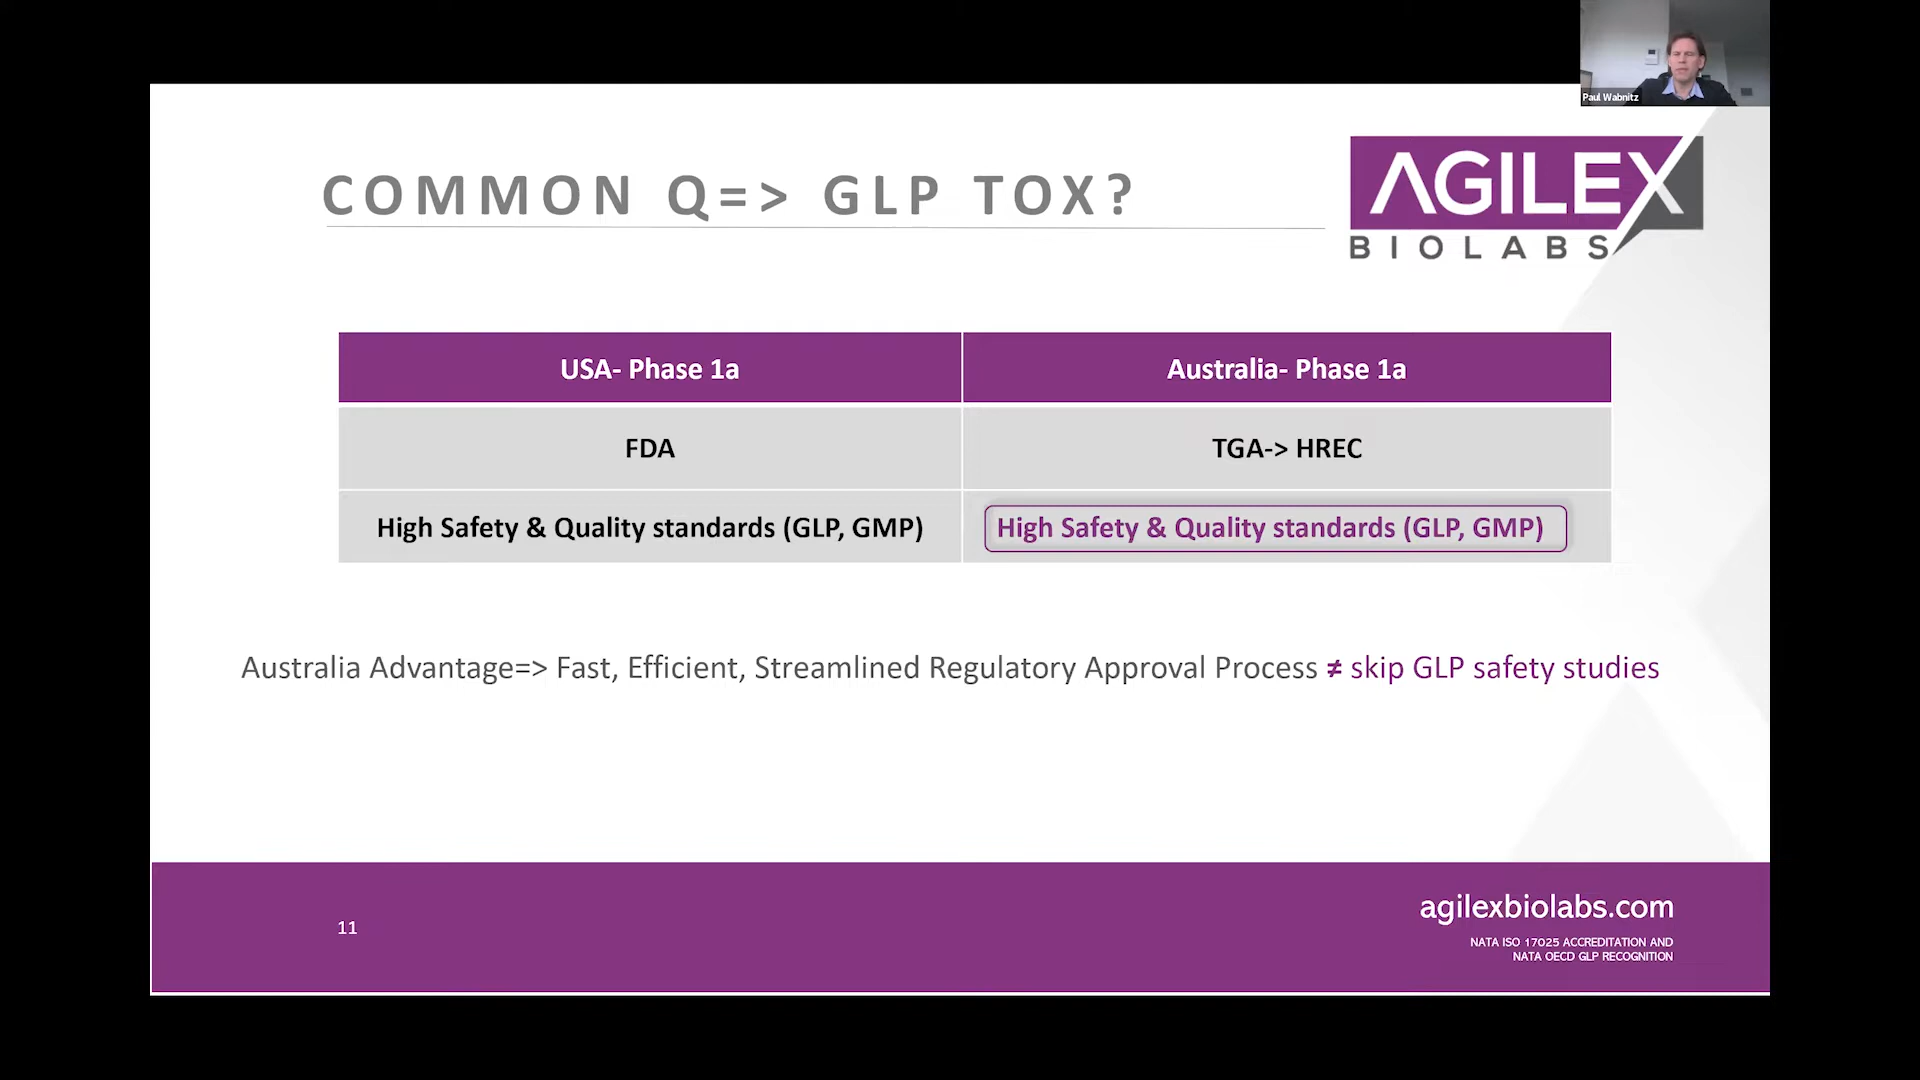 Paul Wabnitz
COMMON Q=> GLP TOX?
AGILEX
BIOLABS
USA- Phase 1a
Australia- Phase 1a
FDA
TGA-> HREC
High Safety & Quality standards (GLP, GMP)
High Safety & Quality standards (GLP, GMP)
Australia Advantage=> Fast, Efficient, Streamlined Regulatory Approval Process ≠ skip GLP safety studies
11
agilexbiolabs.com
NATA ISO 17025 ACCREDITATION AND
NATA OECD GLP RECOGNITION